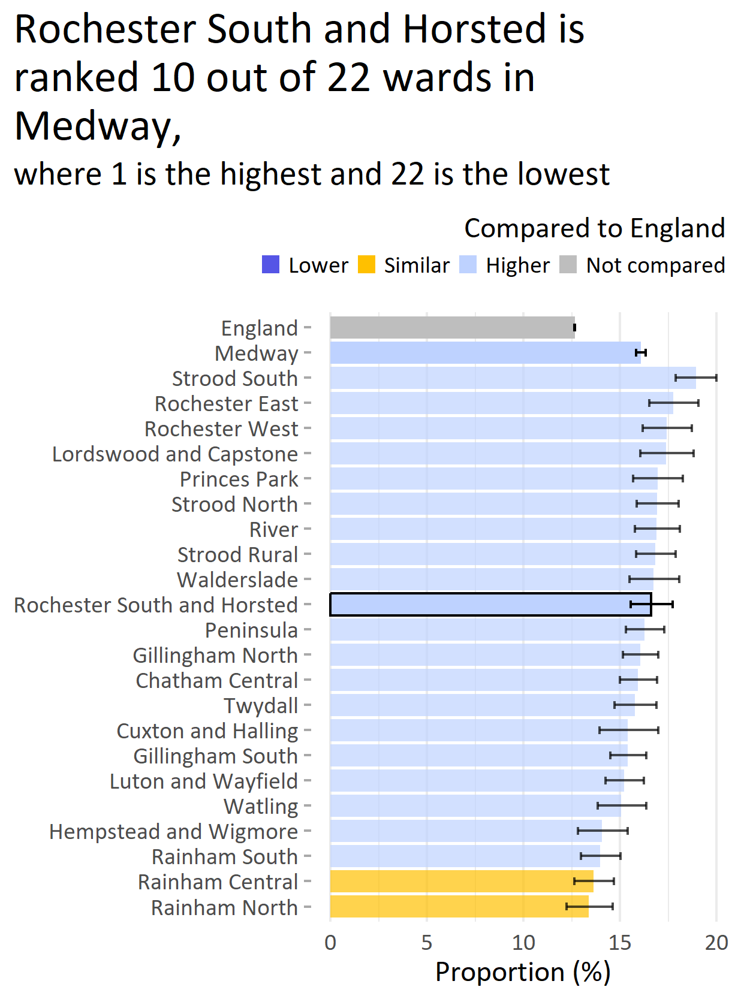 Rochester South and Horsted is
ranked 10 out of 22 wards in
Medway,
where 1 is the highest and 22 is the lowest
Compared to England
Lower Similar Higher Not compared
England
Medway
Strood South
Rochester East
Rochester West
Lordswood and Capstone
Princes Park
Strood North
River
Strood Rural
Walderslade
Rochester South and Horsted
Peninsula
Gillingham North
Chatham Central
Twydall
Cuxton and Halling
Gillingham South
Luton and Wayfield
Watling
Hempstead and Wigmore
Rainham South
Rainham Central
Rainham North
0 5 10 15 20
Proportion (%)